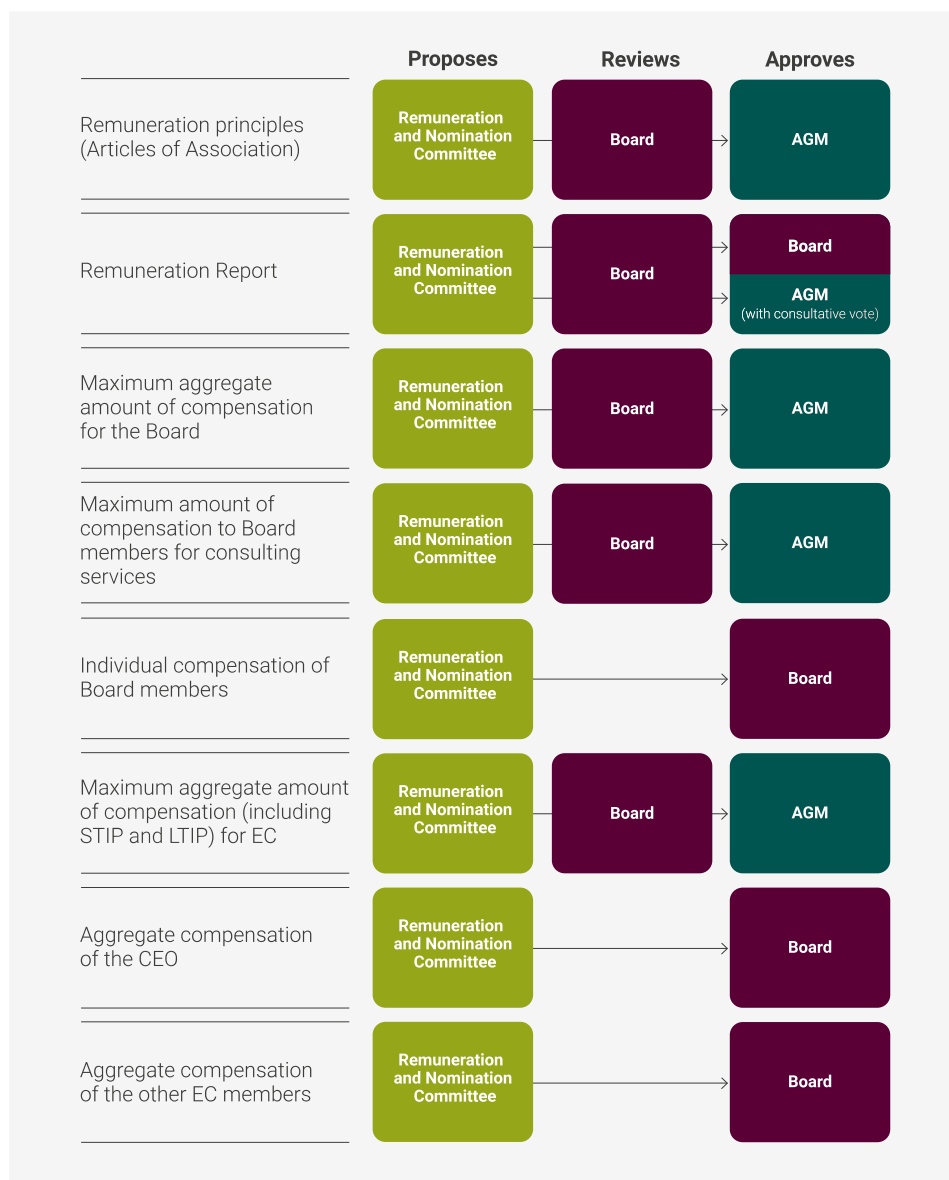 Proposes Reviews Approves
Remuneration principles
(Articles of Association)
Remuneration
and Nomination
Committee
Board
AGM
Remuneration Report
Remuneration
and Nomination
Committee
Board
Board
AGM
(with consultative vote)
Maximum aggregate
amount of compensation
for the Board
Remuneration
and Nomination
Committee
Board
AGM
Maximum amount of
compensation to Board
members for consulting
services
Remuneration
and Nomination
Committee
Board
AGM
Individual compensation of
Board members
Remuneration
and Nomination
Committee
Board
Maximum aggregate amount
of compensation (including
STIP and LTIP) for EC
Remuneration
and Nomination
Committee
Board
AGM
Aggregate compensation
of the CEO
Remuneration
and Nomination
Committee
Board
Aggregate compensation
of the other EC members
Remuneration
and Nomination
Committee
Board